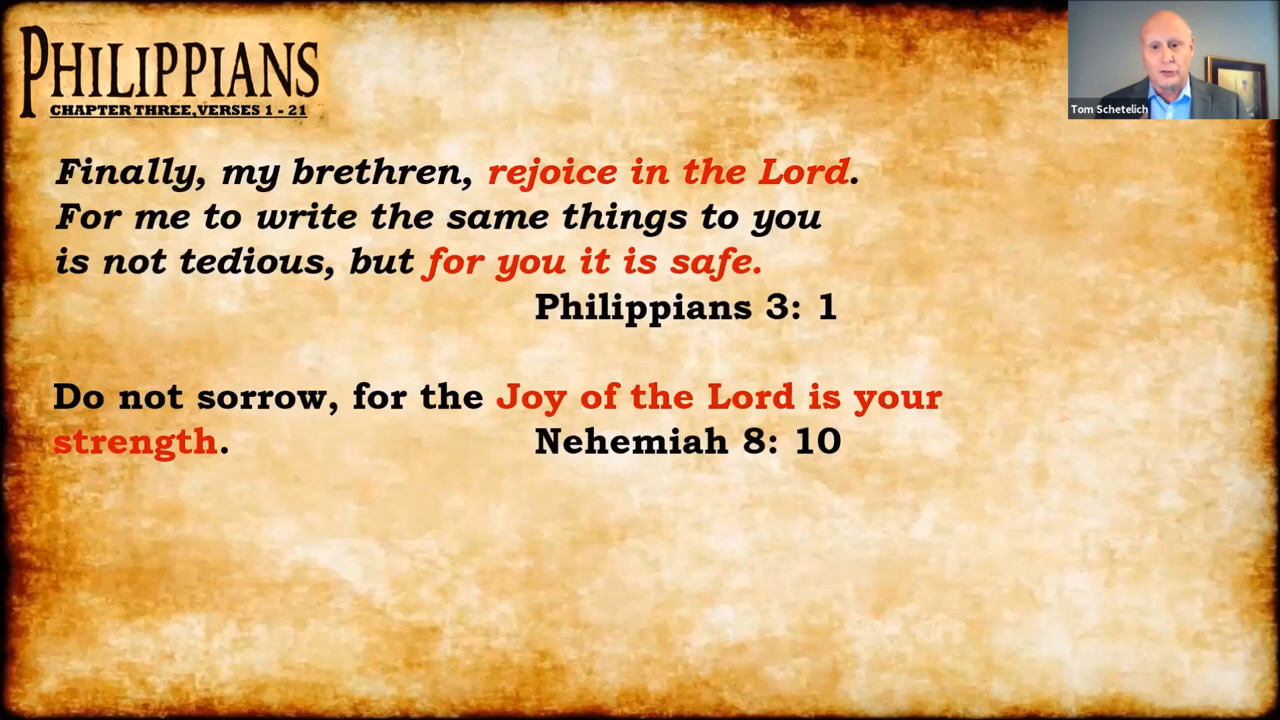 PHILIPPIANS
CHAPTER THREE, VERSES 1 - 21
Tom Schetelich
Finally, my brethren, rejoice in the Lord.
For me to write the same things to you
is not tedious, but for you it is safe.
Philippians 3: 1
Do not sorrow, for the Joy of the Lord is your
strength. Nehemiah 8: 10